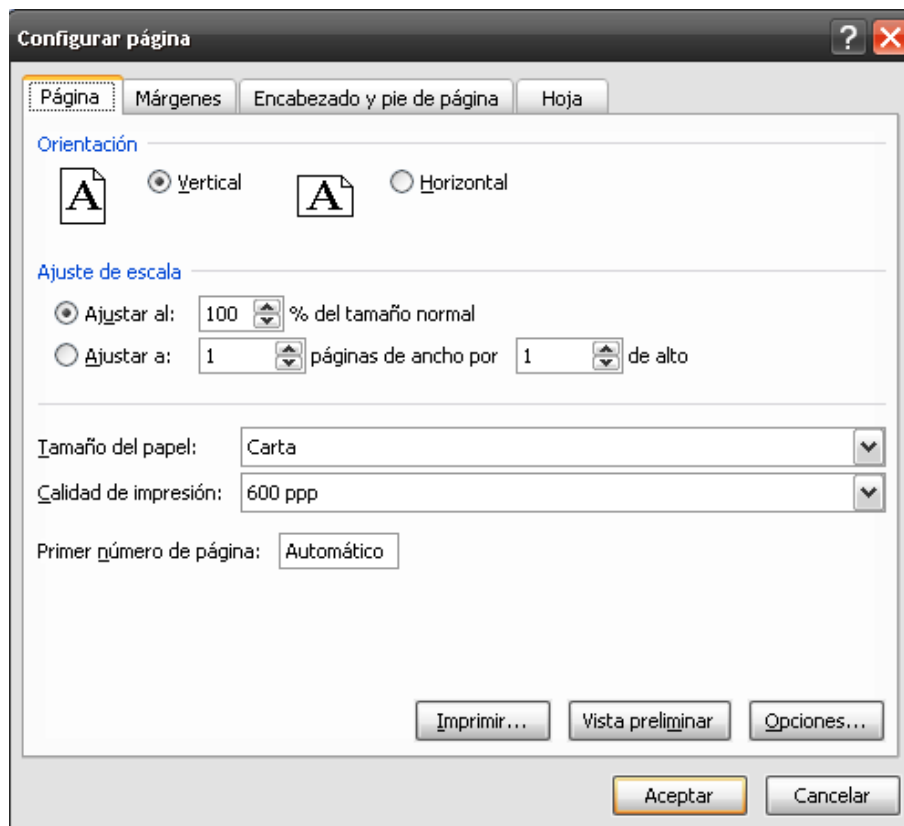 Configurar página
Página Márgenes Encabezado y pie de página Hoja
Orientación
A Vertical A Horizontal
Ajuste de escala
Ajustar al: 100 % del tamaño normal
Ajustar a: 1 páginas de ancho por 1 de alto
Tamaño del papel: Carta
Calidad de impresión: 600 ppp
Primer número de página: Automático
Imprimir... Vista preliminar Opciones...
Aceptar Cancelar